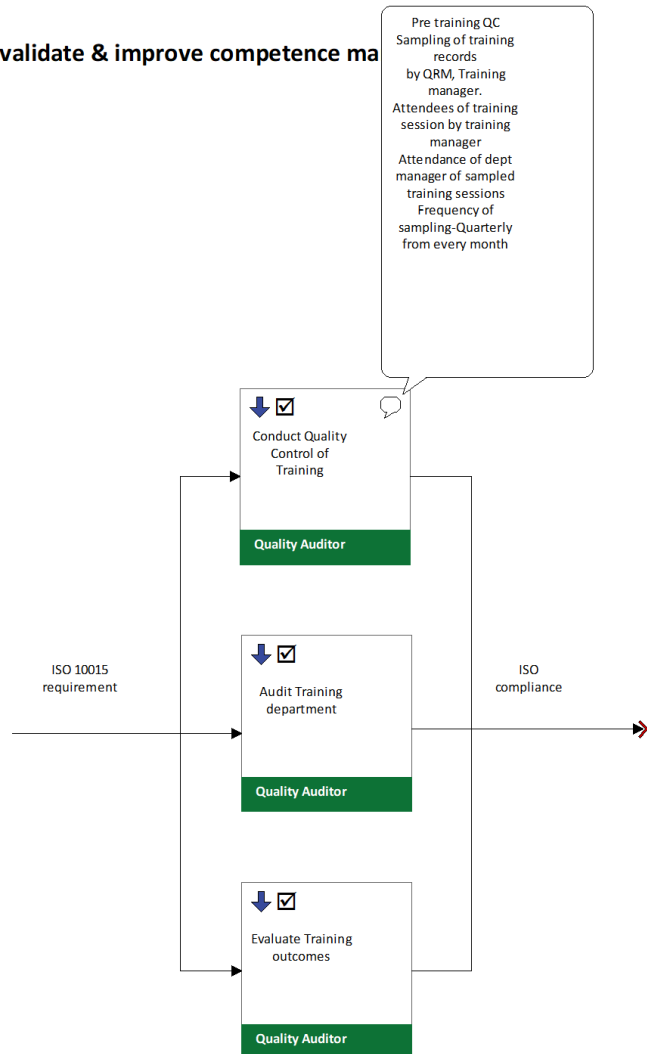 validate & improve competence ma
Pre training QC
Sampling of training
records
by QRM, Training
manager.
Attendees of training
session by training
manager
Attendance of dept
manager of sampled
training sessions
Frequency of
sampling-Quarterly
from every month
Conduct Quality
Control of
Training
Quality Auditor
ISO 10015
requirement
Audit Training
department
Quality Auditor
ISO
compliance
Evaluate Training
outcomes
Quality Auditor